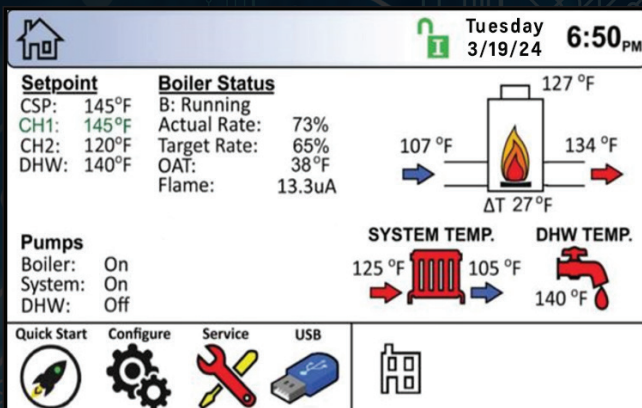 Tuesday
3/19/24
6:50PM
Setpoint
CSP: 145°F
CH1: 145°F
CH2: 120°F
DHW: 140°F
Boiler Status
B: Running
Actual Rate: 73%
Target Rate: 65%
OAT: 38°F
Flame: 13.3uA
127 °F
107 °F
134 °F
ΔT 27°F
Pumps
Boiler: On
System: On
DHW: Off
SYSTEM TEMP.
125 °F
105 °F
DHW TEMP.
140 °F
Quick Start
Configure
Service
USB
I